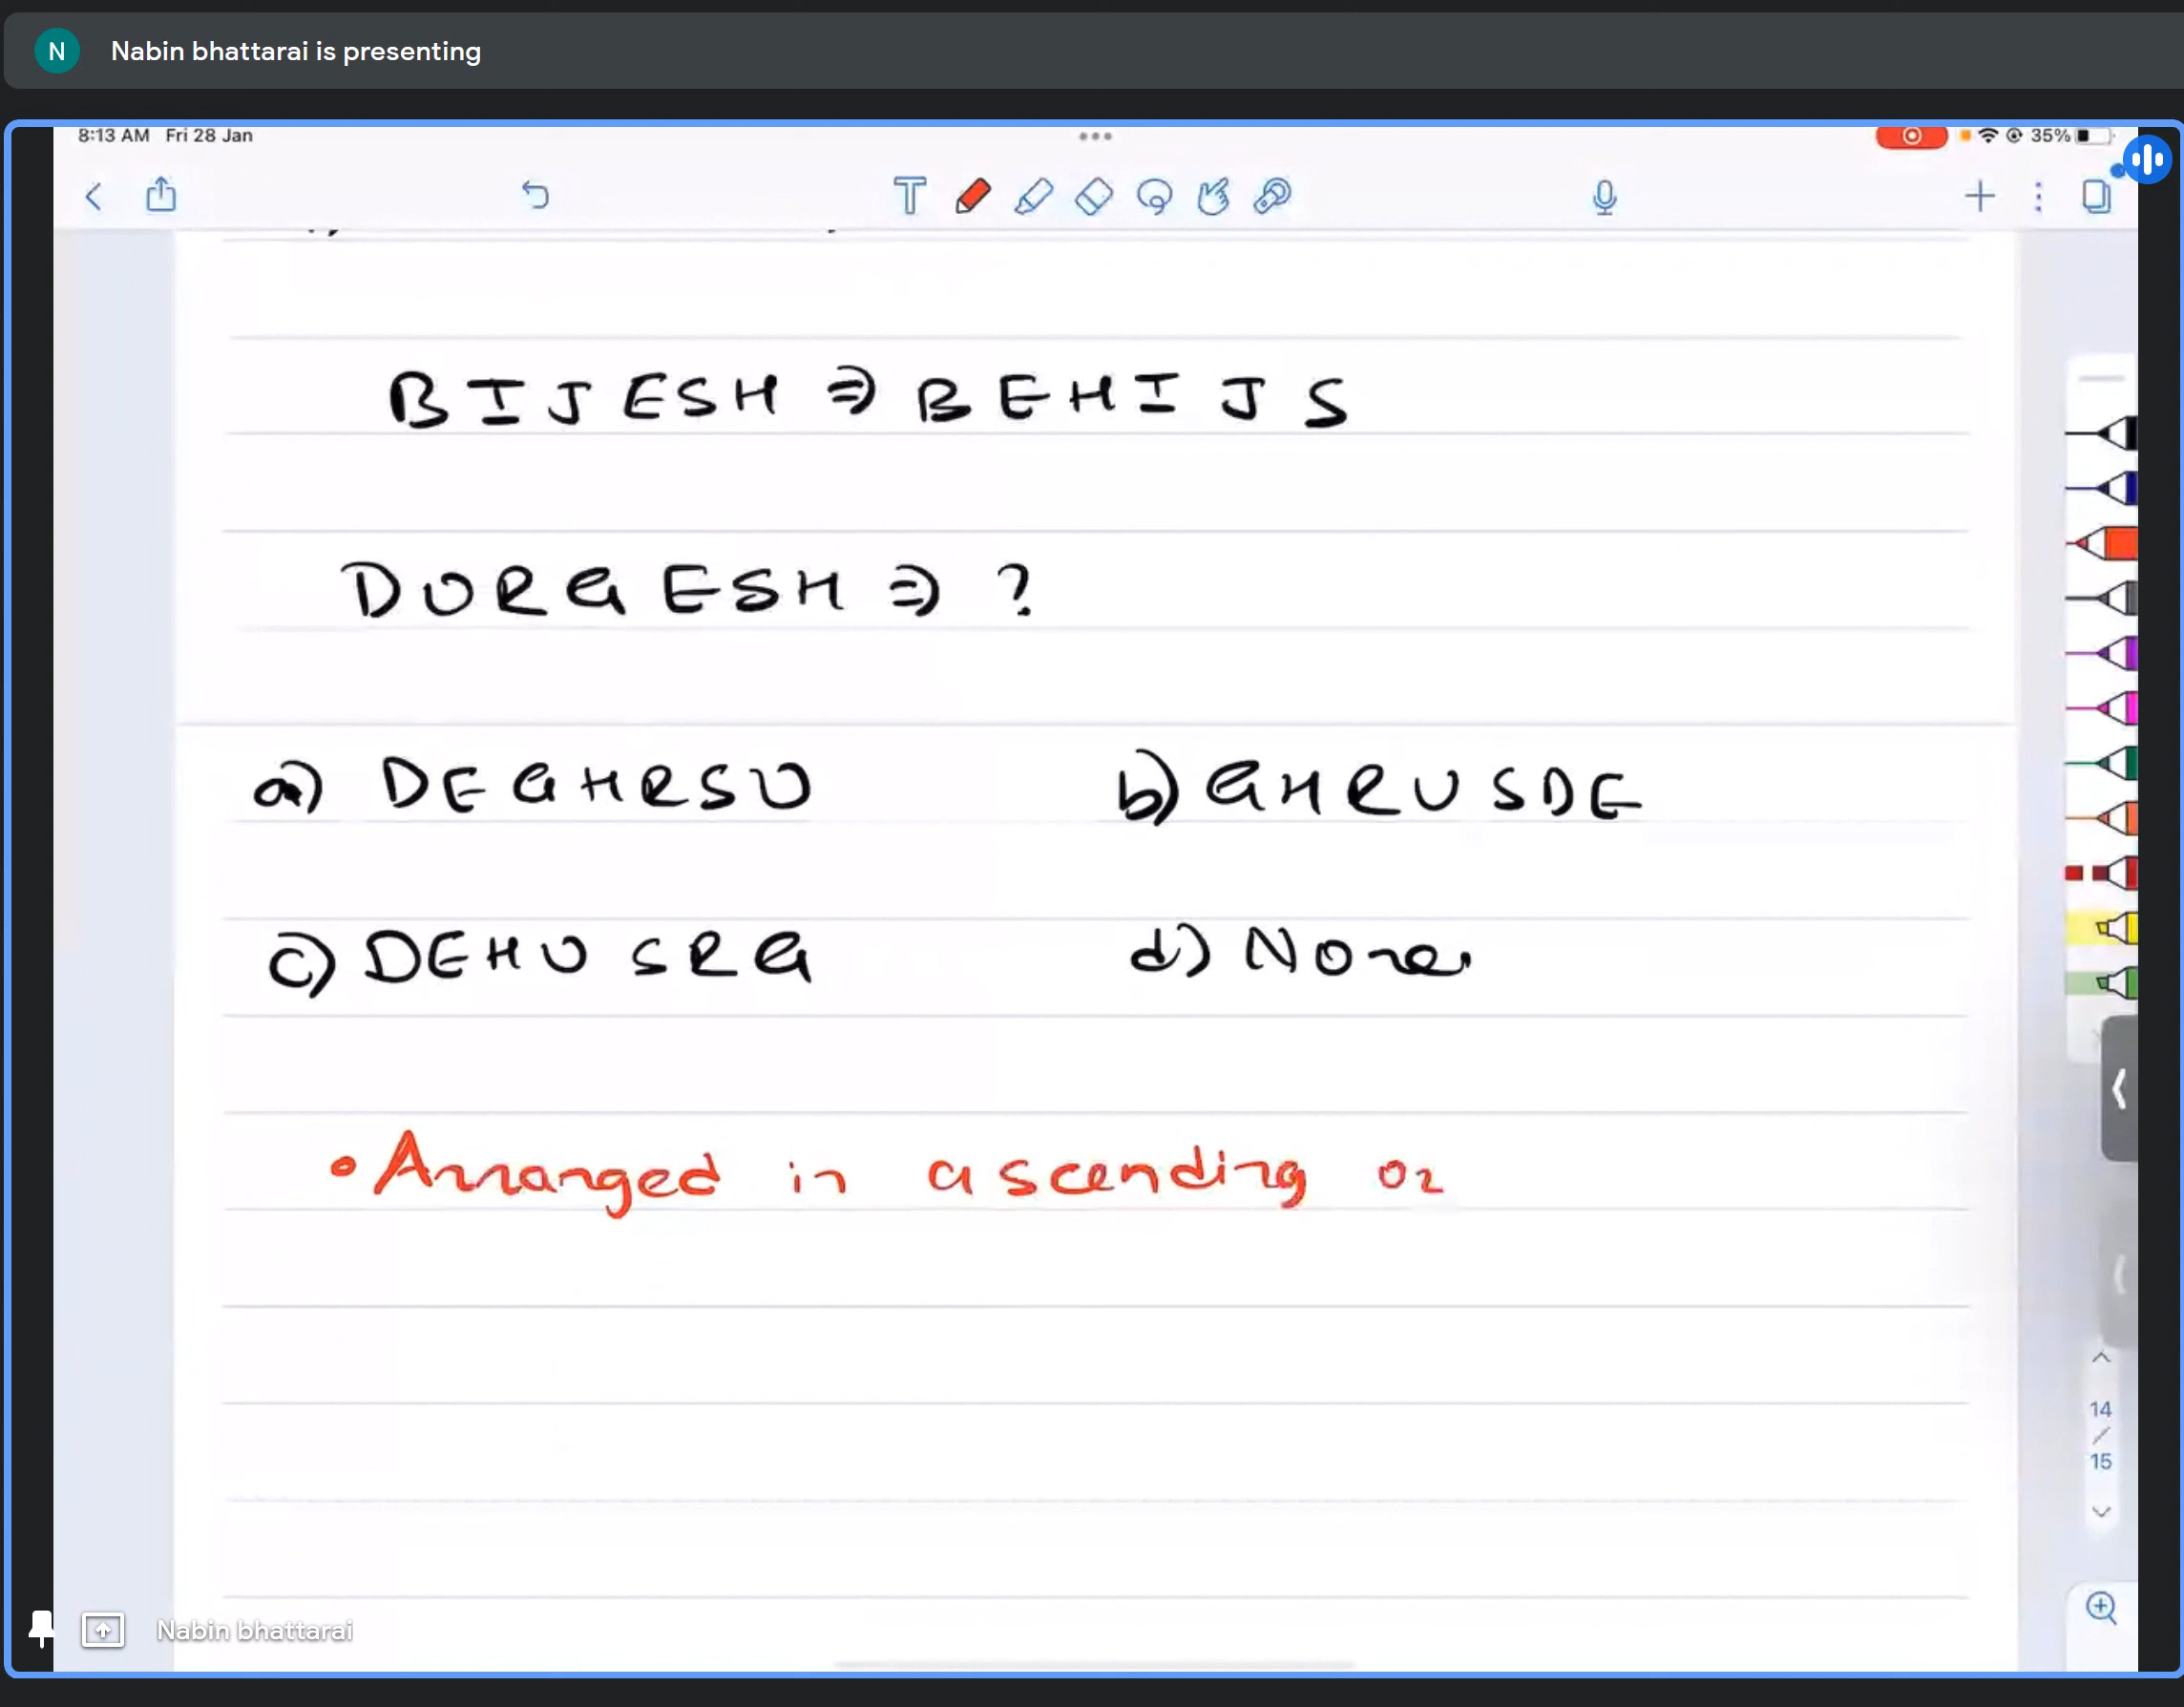 N Nabin bhattarai is presenting
8:13 AM Fri 28 Jan
35%
BIJESH ⇒ BEHIJS
DURGESH ⇒ ?
a) DEGHRSU b) GHRUSDE
c) DEHUSRG d) None
• Arranged in ascending or
14
/
15
Nabin bhattarai